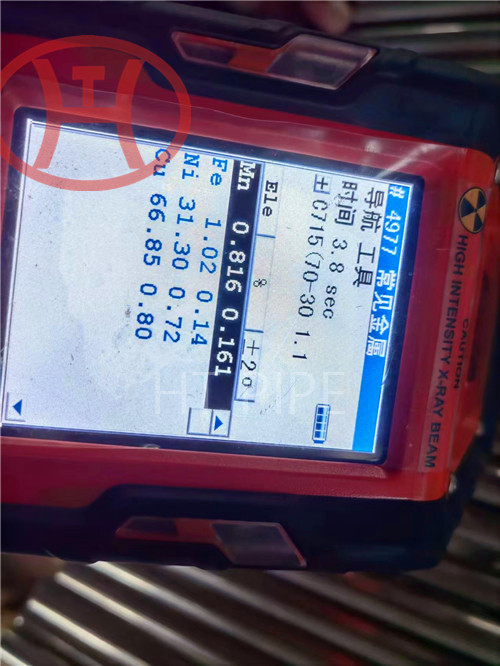 # 4977 常见金属
导航 工具
时间 3.8 sec
C715(70-30 1.1
Ele % ±2σ
Mn 0.816 0.161
Fe 1.02 0.14
Ni 31.30 0.72
Cu 66.85 0.80
CAUTION
HIGH INTENSITY X-RAY BEAM
HT PIPE